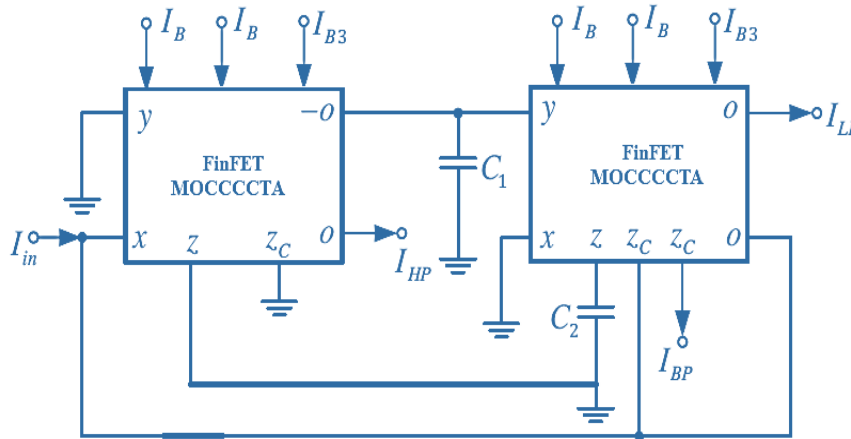 I_B I_B I_B3 I_B I_B I_B3
y −o y o I_L
FinFET MOCCCCTA
FinFET MOCCCCTA
C_1
I_in x z z_C o I_HP x z z_C z_C o
C_2
I_BP